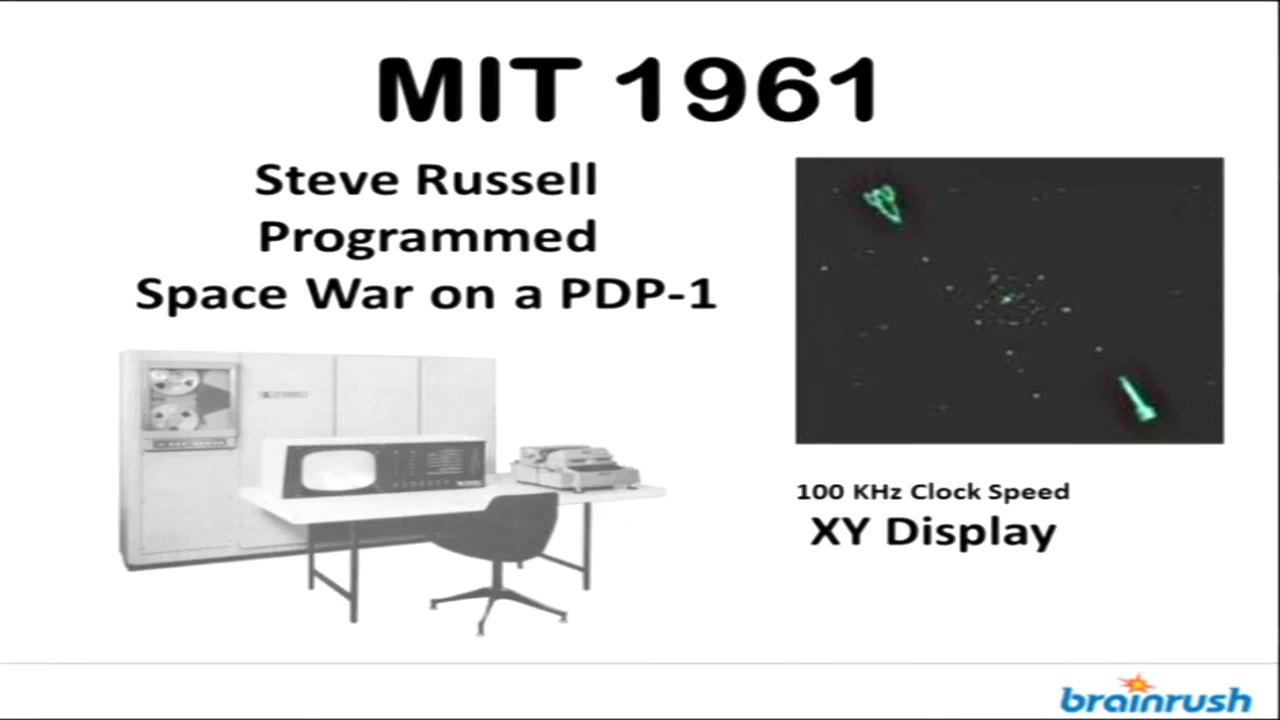 MIT 1961
Steve Russell
Programmed
Space War on a PDP-1
100 KHz Clock Speed
XY Display
brainrush